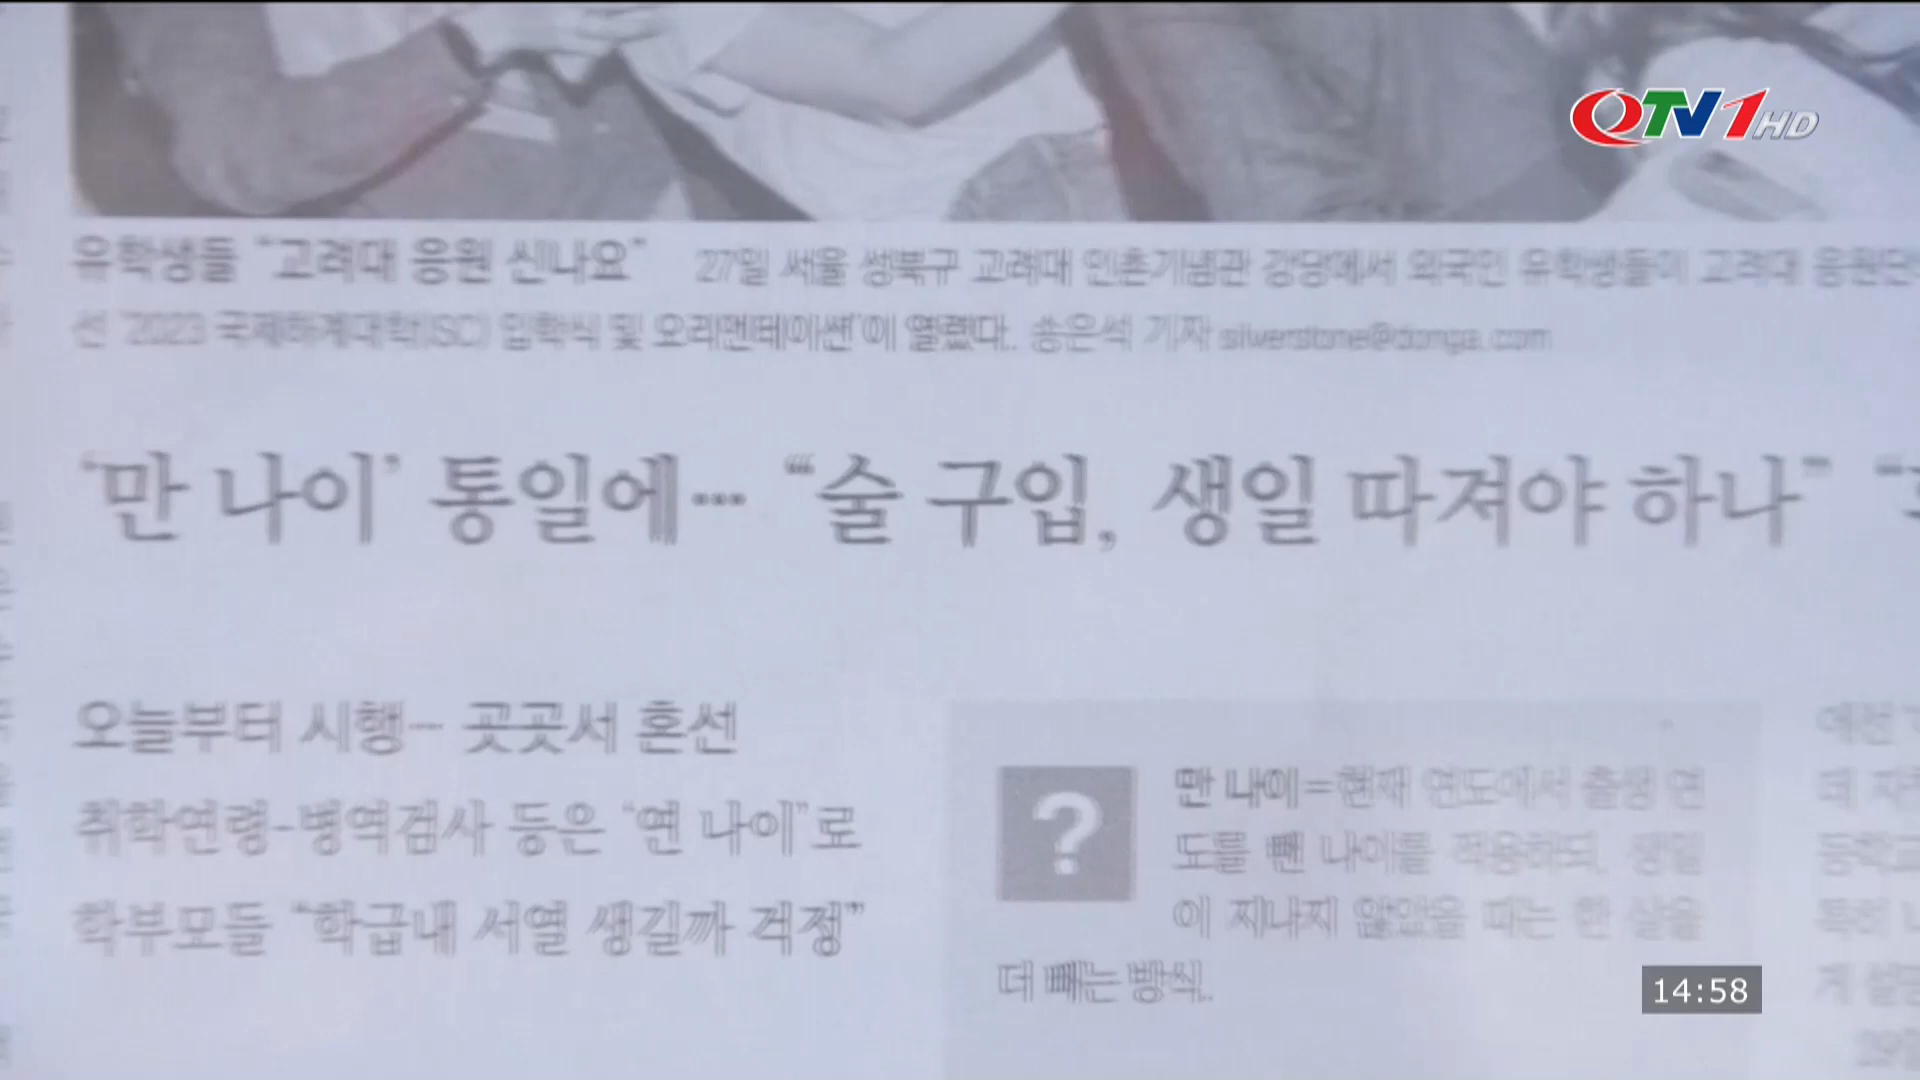 QTV1 HD
유학생들 “고려대 응원 신나요” 27일 서울 성북구 고려대 인촌기념관 강당에서 외국인 유학생들이 고려대 응원단
선 '2023 국제하계대학(ISC) 입학식 및 오리엔테이션'이 열렸다. 송은석 기자 silverstone@donga.com
‘만 나이’ 통일에… “술 구입, 생일 따져야 하나”
오늘부터 시행… 곳곳서 혼선
취학연령-병역검사 등은 ‘연 나이’로
학부모들 “학급내 서열 생길까 걱정”
?
만 나이=현재 연도에서 출생 연
도를 뺀 나이를 적용하되, 생일
이 지나지 않았을 때는 한 살을
더 빼는 방식.
14:58